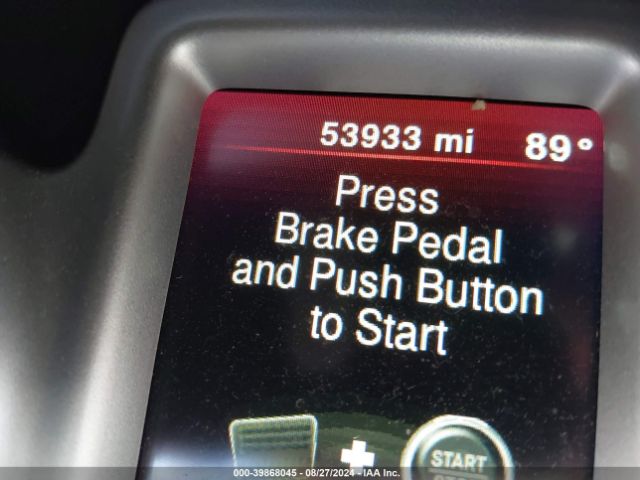 53933 mi 89°
Press
Brake Pedal
and Push Button
to Start
START
000-39868045 - 08/27/2024 - IAA Inc.